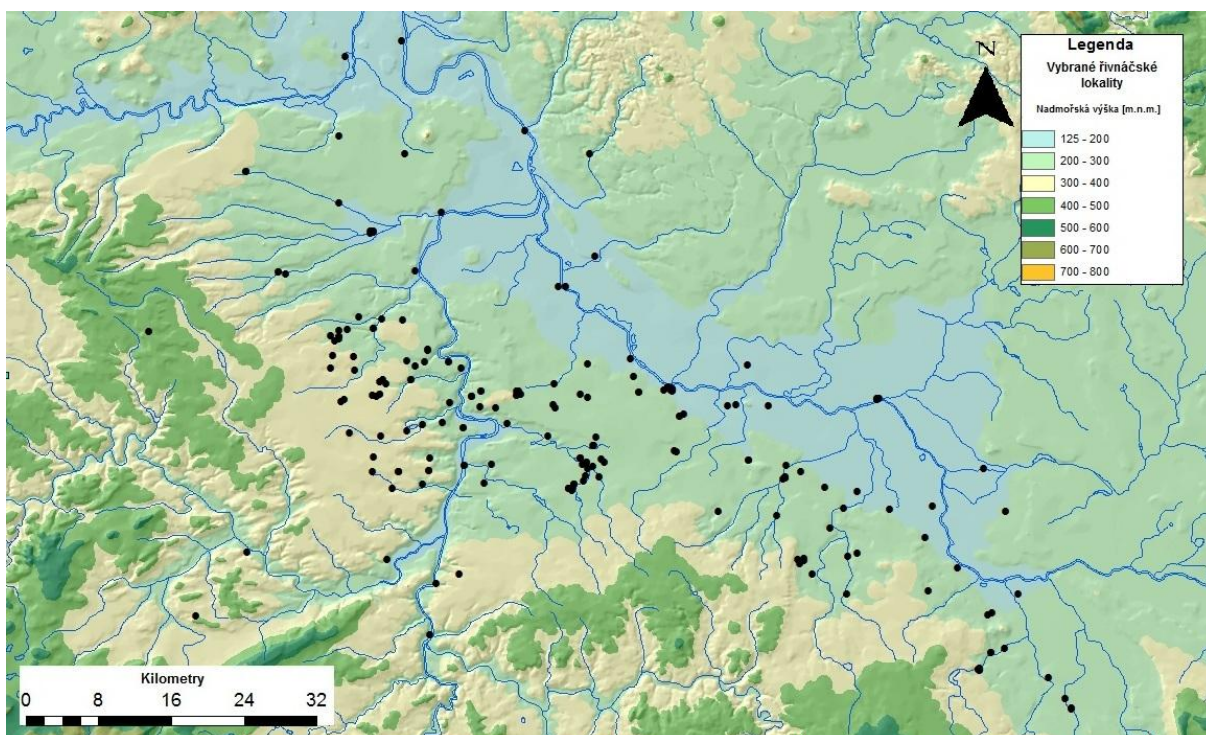 N
Legenda
Vybrané řivnáčské
lokality
Nadmořská výška [m.n.m.]
125 - 200
200 - 300
300 - 400
400 - 500
500 - 600
600 - 700
700 - 800
Kilometry
0 8 16 24 32